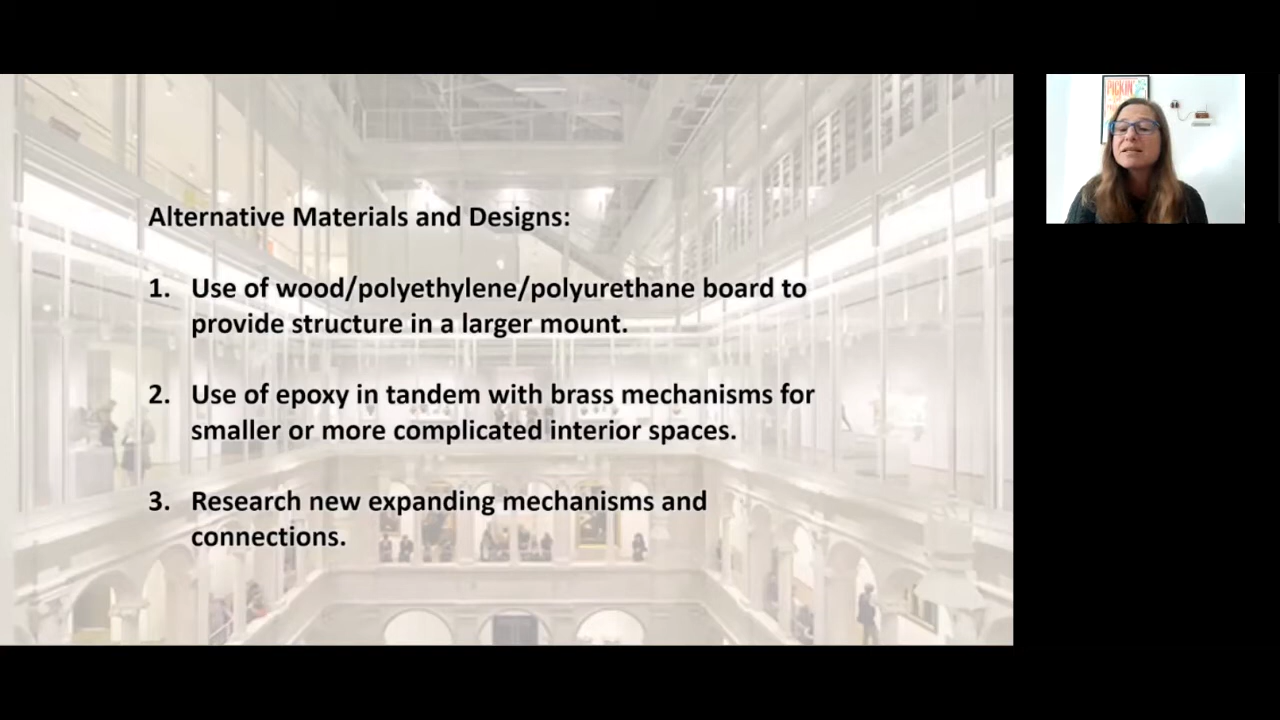 Alternative Materials and Designs:
1. Use of wood/polyethylene/polyurethane board to
provide structure in a larger mount.
2. Use of epoxy in tandem with brass mechanisms for
smaller or more complicated interior spaces.
3. Research new expanding mechanisms and
connections.
PICKIN'